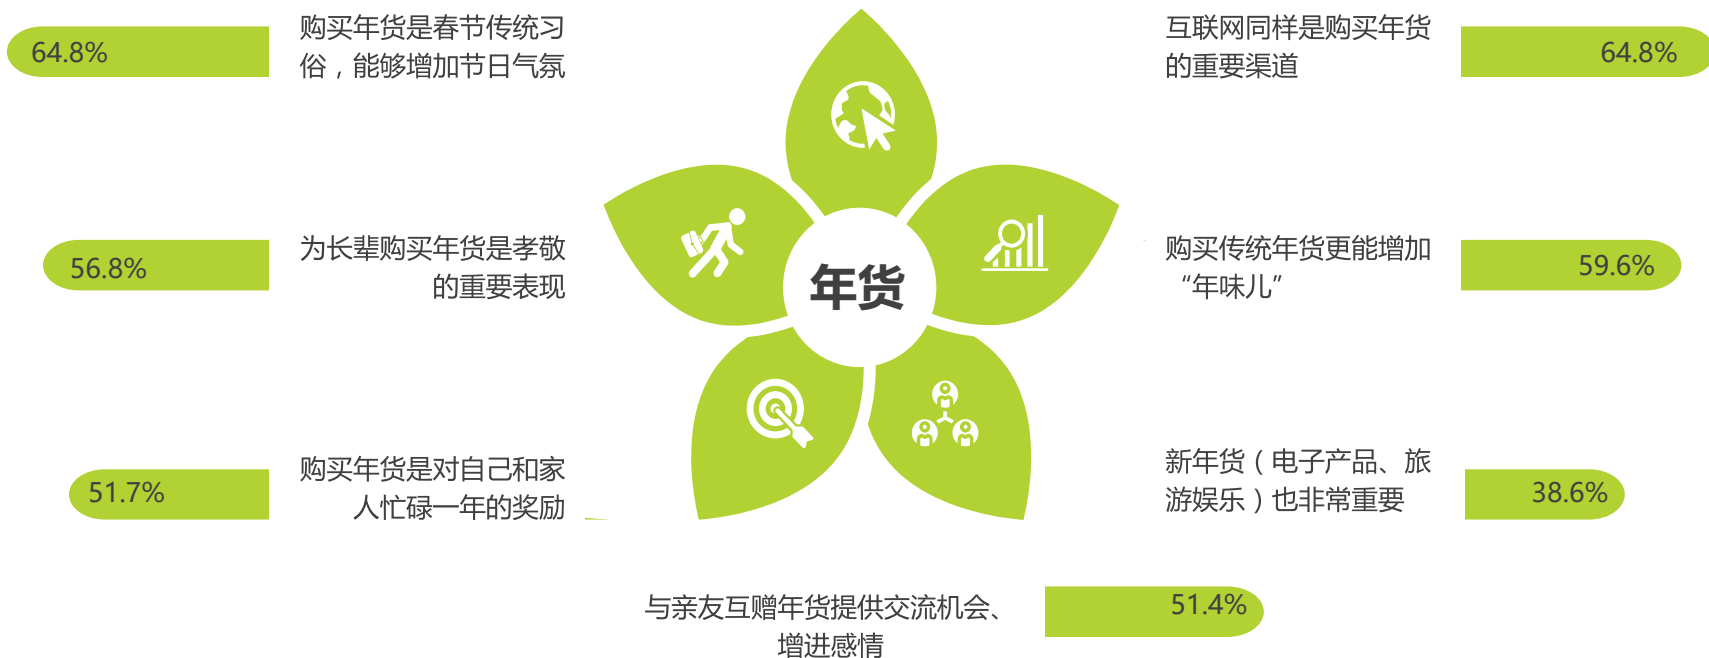 64.8%
购买年货是春节传统习
俗，能够增加节日气氛
互联网同样是购买年货
的重要渠道
64.8%
56.8%
为长辈购买年货是孝敬
的重要表现
年货
购买传统年货更能增加
“年味儿”
59.6%
51.7%
购买年货是对自己和家
人忙碌一年的奖励
新年货（电子产品、旅
游娱乐）也非常重要
38.6%
与亲友互赠年货提供交流机会、
增进感情
51.4%